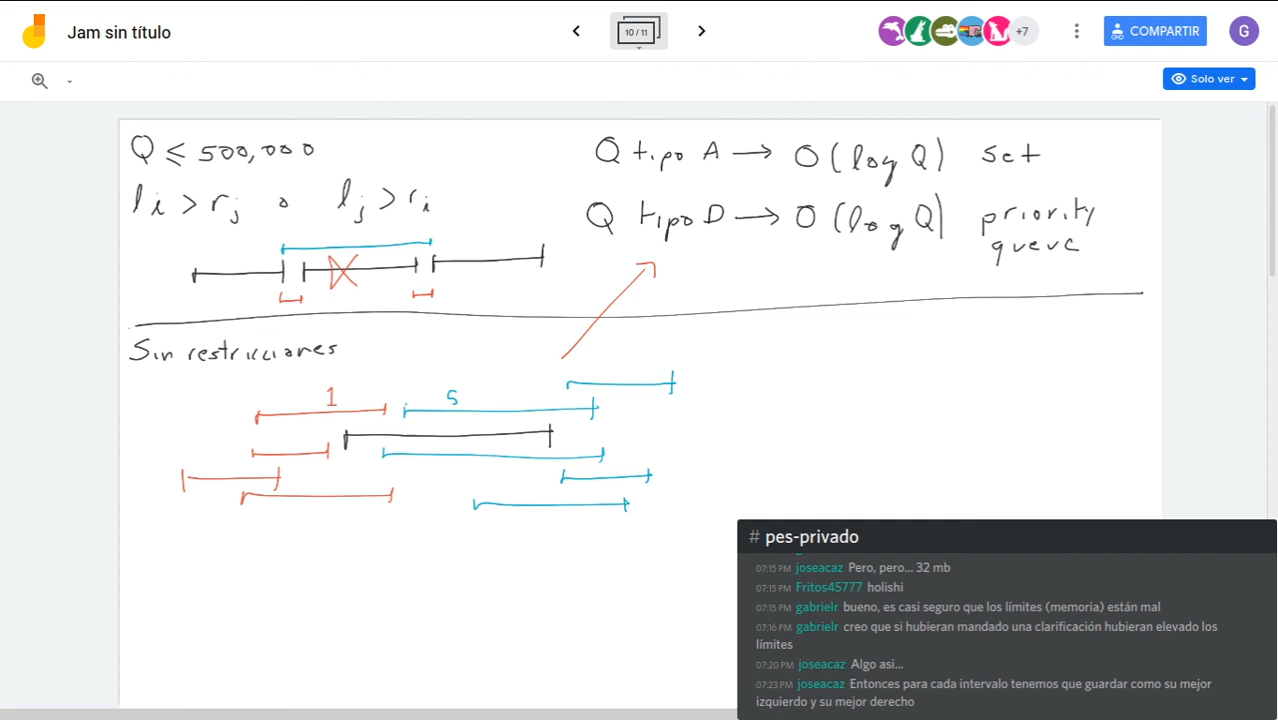 Jam sin título
10 / 11
+7
COMPARTIR
G
Solo ver
Q ≤ 500,000
li > rj o lj > ri
Q tipo A → O(log Q) set
Q tipo D → O(log Q) priority
queue
Sin restricciones
1
5
# pes-privado
07:15 PM joseacaz Pero, pero... 32 mb
07:15 PM Fritos45777 holishi
07:15 PM gabrielr bueno, es casi seguro que los límites (memoria) están mal
07:16 PM gabrielr creo que si hubieran mandado una clarificación hubieran elevado los
límites
07:20 PM joseacaz Algo asi...
07:23 PM joseacaz Entonces para cada intervalo tenemos que guardar como su mejor
izquierdo y su mejor derecho